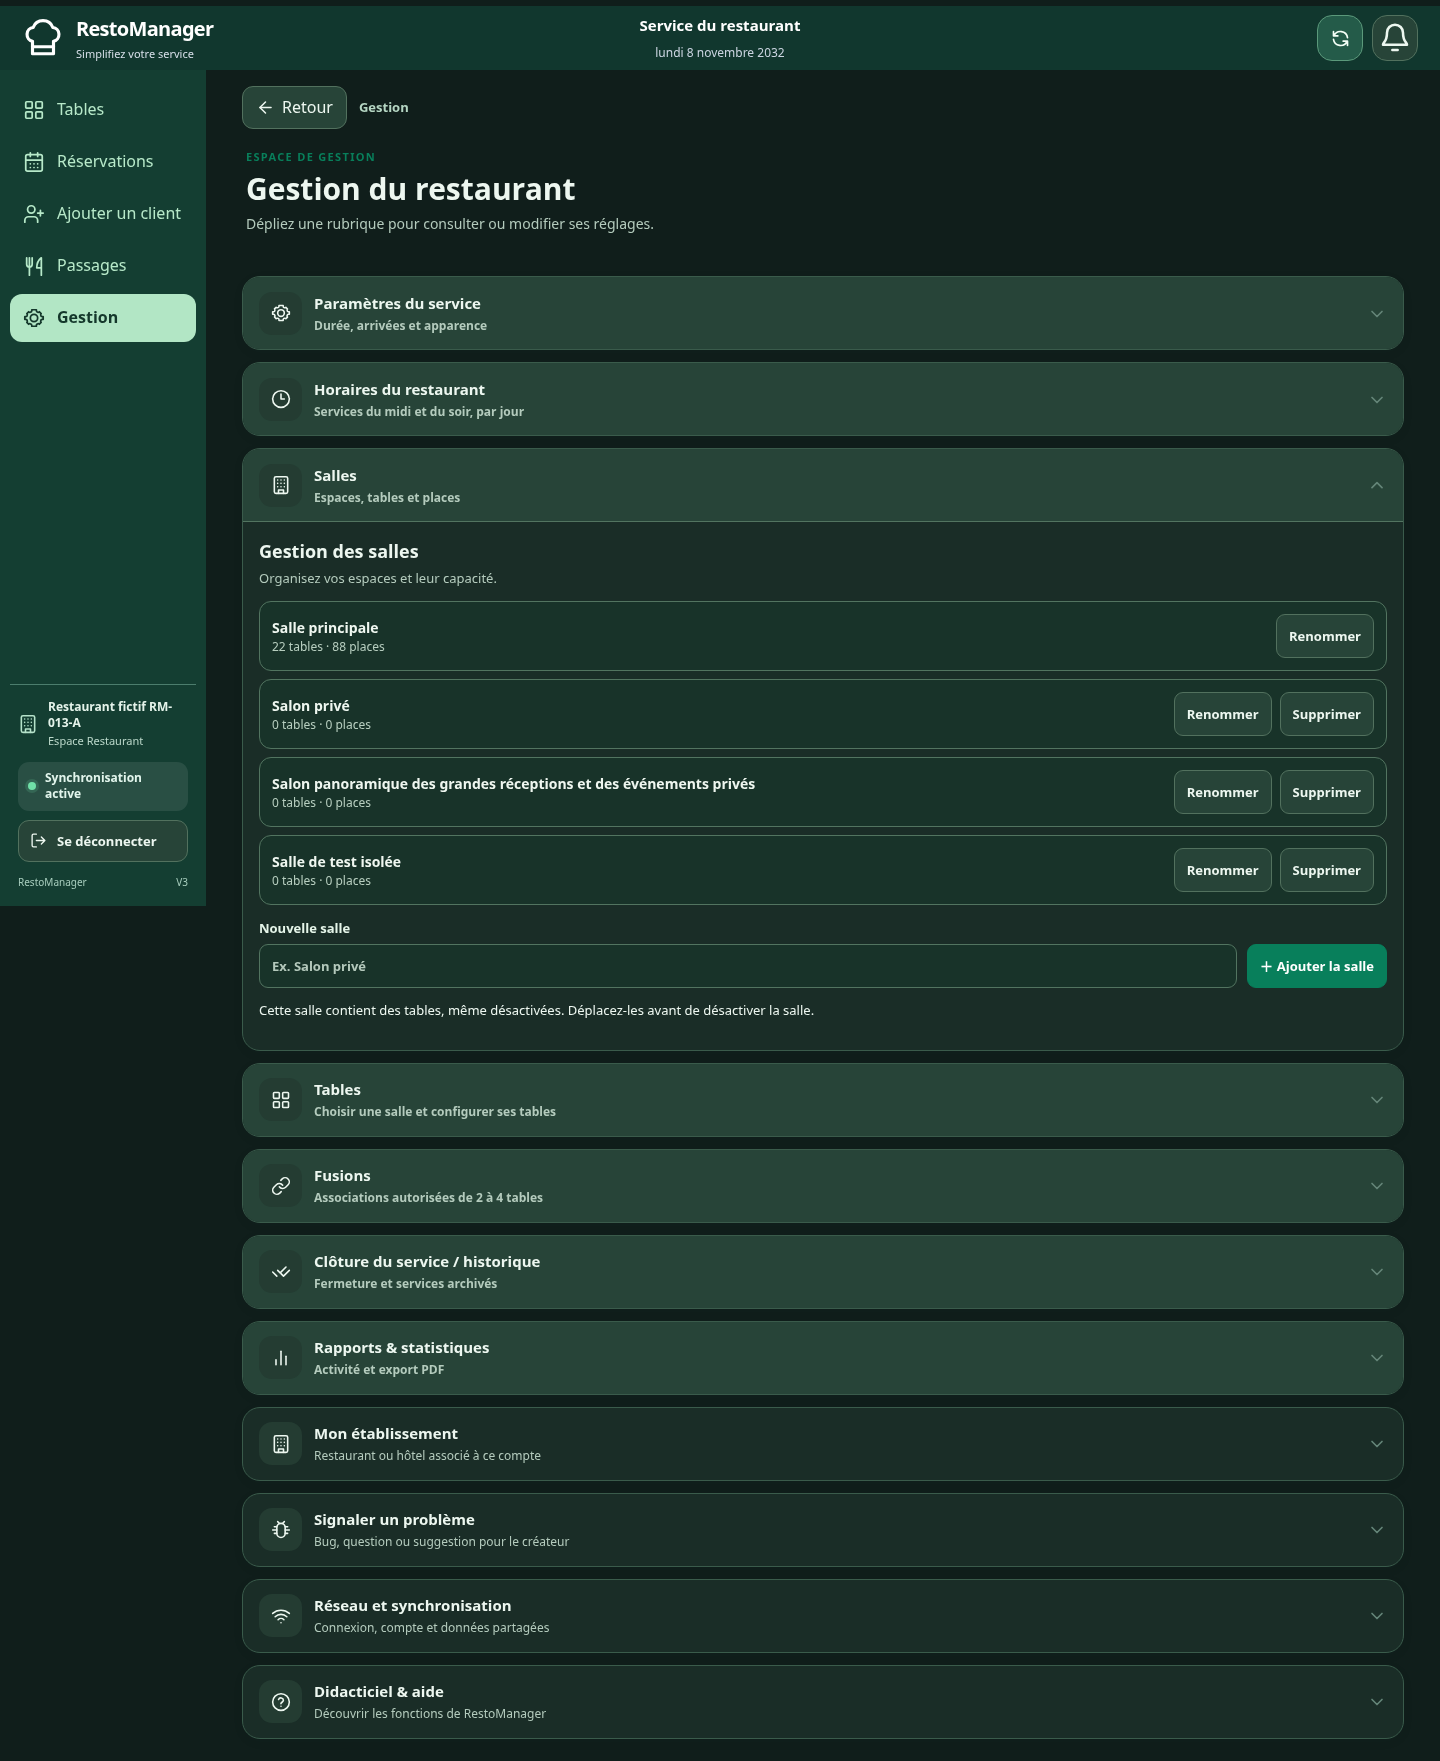 RestoManager
Simplifiez votre service
Service du restaurant
lundi 8 novembre 2032
Tables
Réservations
Ajouter un client
Passages
Gestion
Restaurant fictif RM-
013-A
Espace Restaurant
Synchronisation
active
Se déconnecter
RestoManager V3
Retour Gestion
ESPACE DE GESTION
Gestion du restaurant
Dépliez une rubrique pour consulter ou modifier ses réglages.
Paramètres du service
Durée, arrivées et apparence
Horaires du restaurant
Services du midi et du soir, par jour
Salles
Espaces, tables et places
Gestion des salles
Organisez vos espaces et leur capacité.
Salle principale
22 tables · 88 places
Renommer
Salon privé
0 tables · 0 places
Renommer Supprimer
Salon panoramique des grandes réceptions et des événements privés
0 tables · 0 places
Renommer Supprimer
Salle de test isolée
0 tables · 0 places
Renommer Supprimer
Nouvelle salle
Ex. Salon privé
+ Ajouter la salle
Cette salle contient des tables, même désactivées. Déplacez-les avant de désactiver la salle.
Tables
Choisir une salle et configurer ses tables
Fusions
Associations autorisées de 2 à 4 tables
Clôture du service / historique
Fermeture et services archivés
Rapports & statistiques
Activité et export PDF
Mon établissement
Restaurant ou hôtel associé à ce compte
Signaler un problème
Bug, question ou suggestion pour le créateur
Réseau et synchronisation
Connexion, compte et données partagées
Didacticiel & aide
Découvrir les fonctions de RestoManager